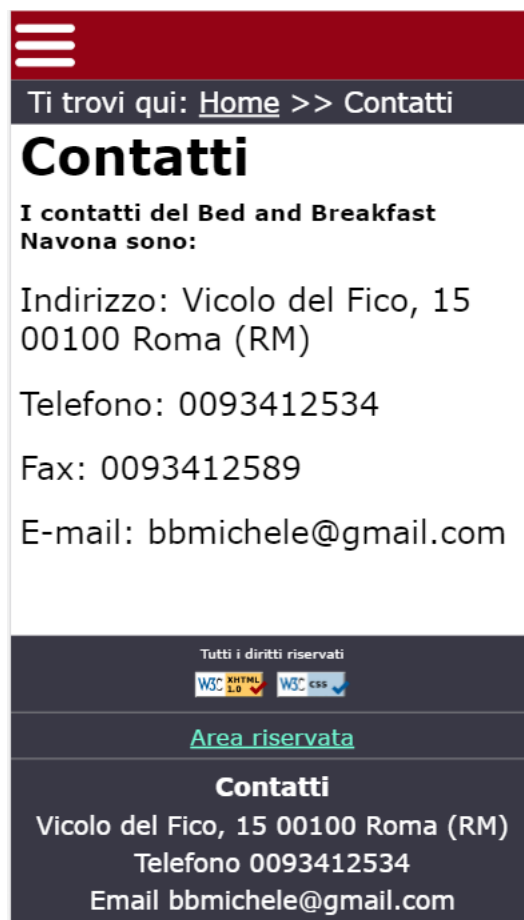 Ti trovi qui: Home >> Contatti
Contatti
I contatti del Bed and Breakfast
Navona sono:
Indirizzo: Vicolo del Fico, 15
00100 Roma (RM)
Telefono: 0093412534
Fax: 0093412589
E-mail: bbmichele@gmail.com
Tutti i diritti riservati
W3C XHTML 1.0 W3C css
Area riservata
Contatti
Vicolo del Fico, 15 00100 Roma (RM)
Telefono 0093412534
Email bbmichele@gmail.com